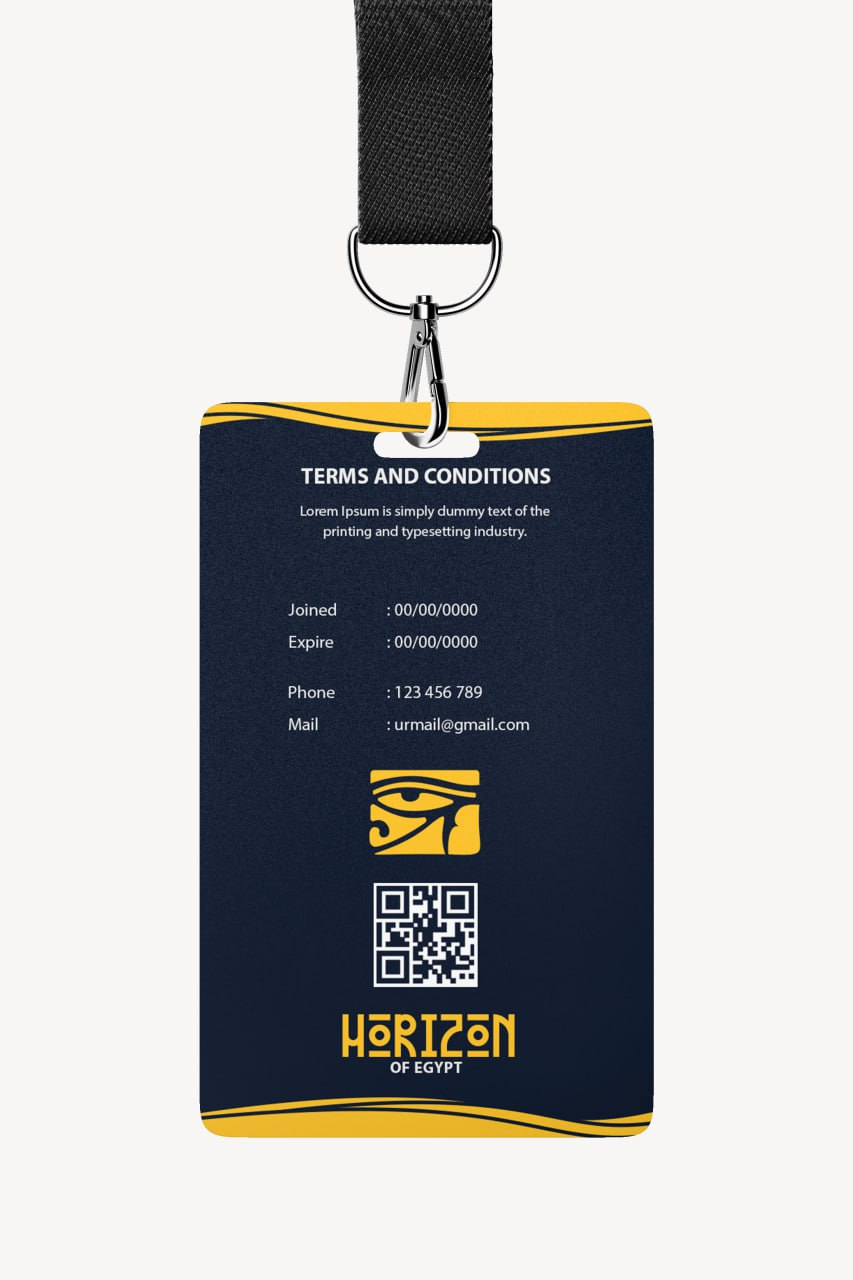 TERMS AND CONDITIONS
Lorem Ipsum is simply dummy text of the
printing and typesetting industry.
Joined : 00/00/0000
Expire : 00/00/0000
Phone : 123 456 789
Mail : urmail@gmail.com
HORIZON
OF EGYPT